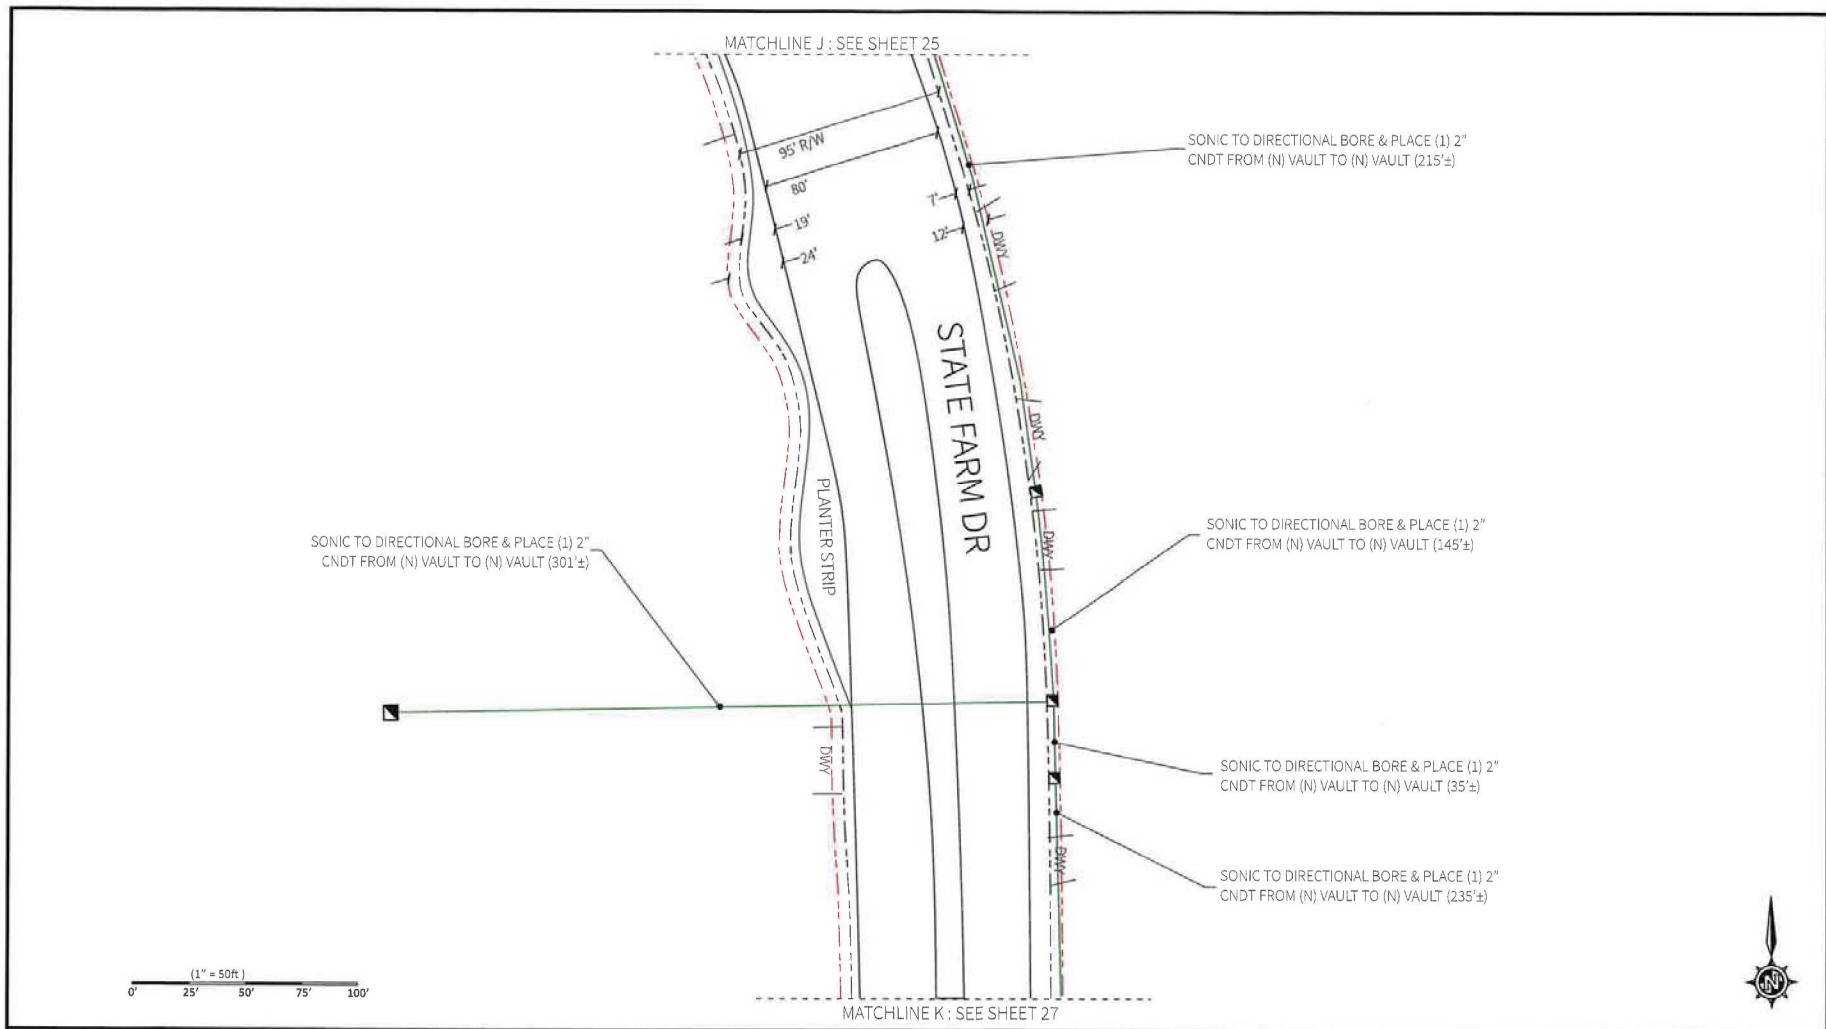 MATCHLINE J : SEE SHEET 25
SONIC TO DIRECTIONAL BORE & PLACE (1) 2"
CNDT FROM (N) VAULT TO (N) VAULT (215'±)
95' R/W
80'
7'
19'
12'
24'
DWY
STATE FARM DR
DWY
PLANTER STRIP
SONIC TO DIRECTIONAL BORE & PLACE (1) 2"
CNDT FROM (N) VAULT TO (N) VAULT (301'±)
SONIC TO DIRECTIONAL BORE & PLACE (1) 2"
CNDT FROM (N) VAULT TO (N) VAULT (145'±)
DWY
DWY
SONIC TO DIRECTIONAL BORE & PLACE (1) 2"
CNDT FROM (N) VAULT TO (N) VAULT (35'±)
DWY
SONIC TO DIRECTIONAL BORE & PLACE (1) 2"
CNDT FROM (N) VAULT TO (N) VAULT (235'±)
(1" = 50ft )
0' 25' 50' 75' 100'
N
MATCHLINE K : SEE SHEET 27